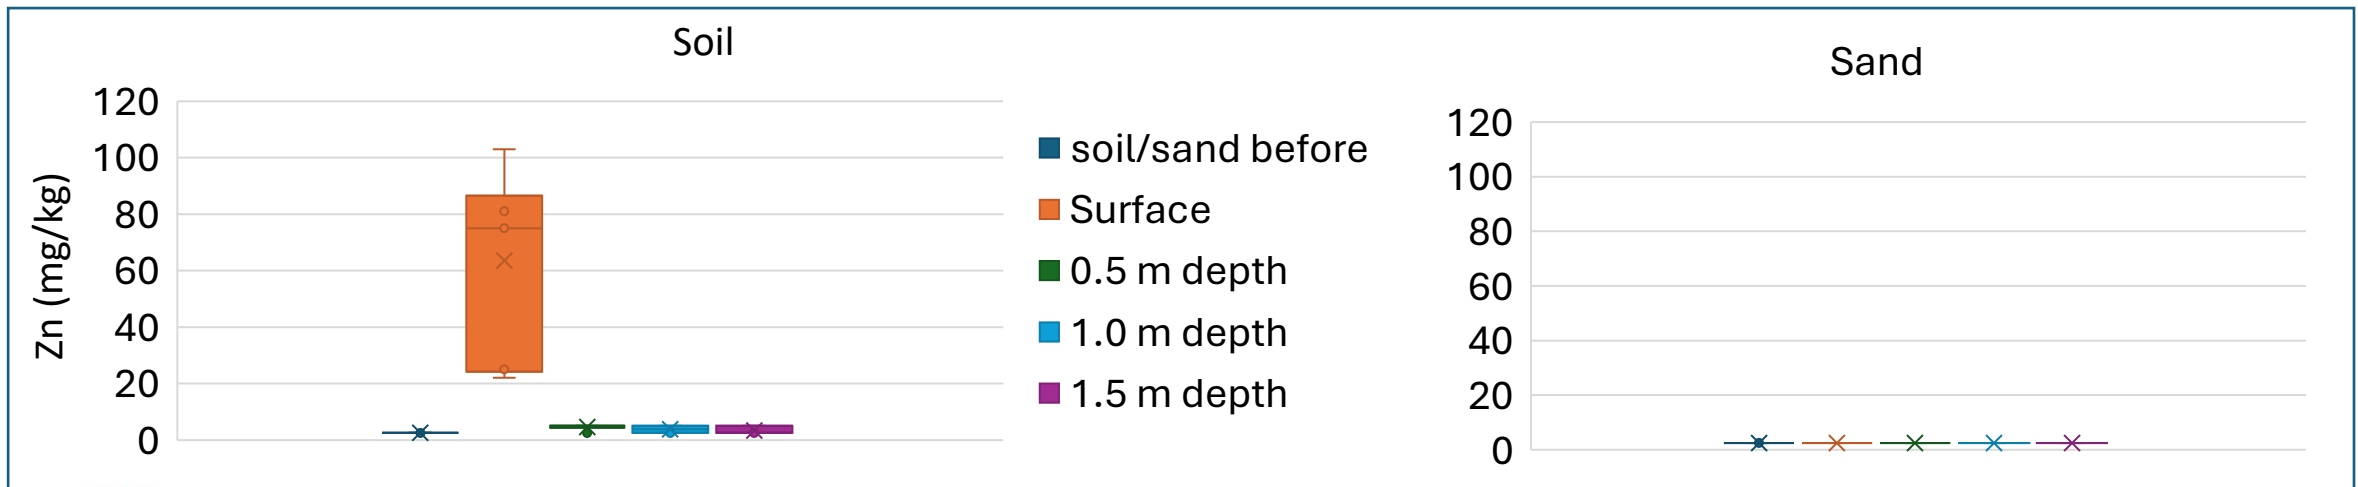 Soil
Zn (mg/kg)
120
100
80
60
40
20
0
soil/sand before
Surface
0.5 m depth
1.0 m depth
1.5 m depth
Sand
120
100
80
60
40
20
0